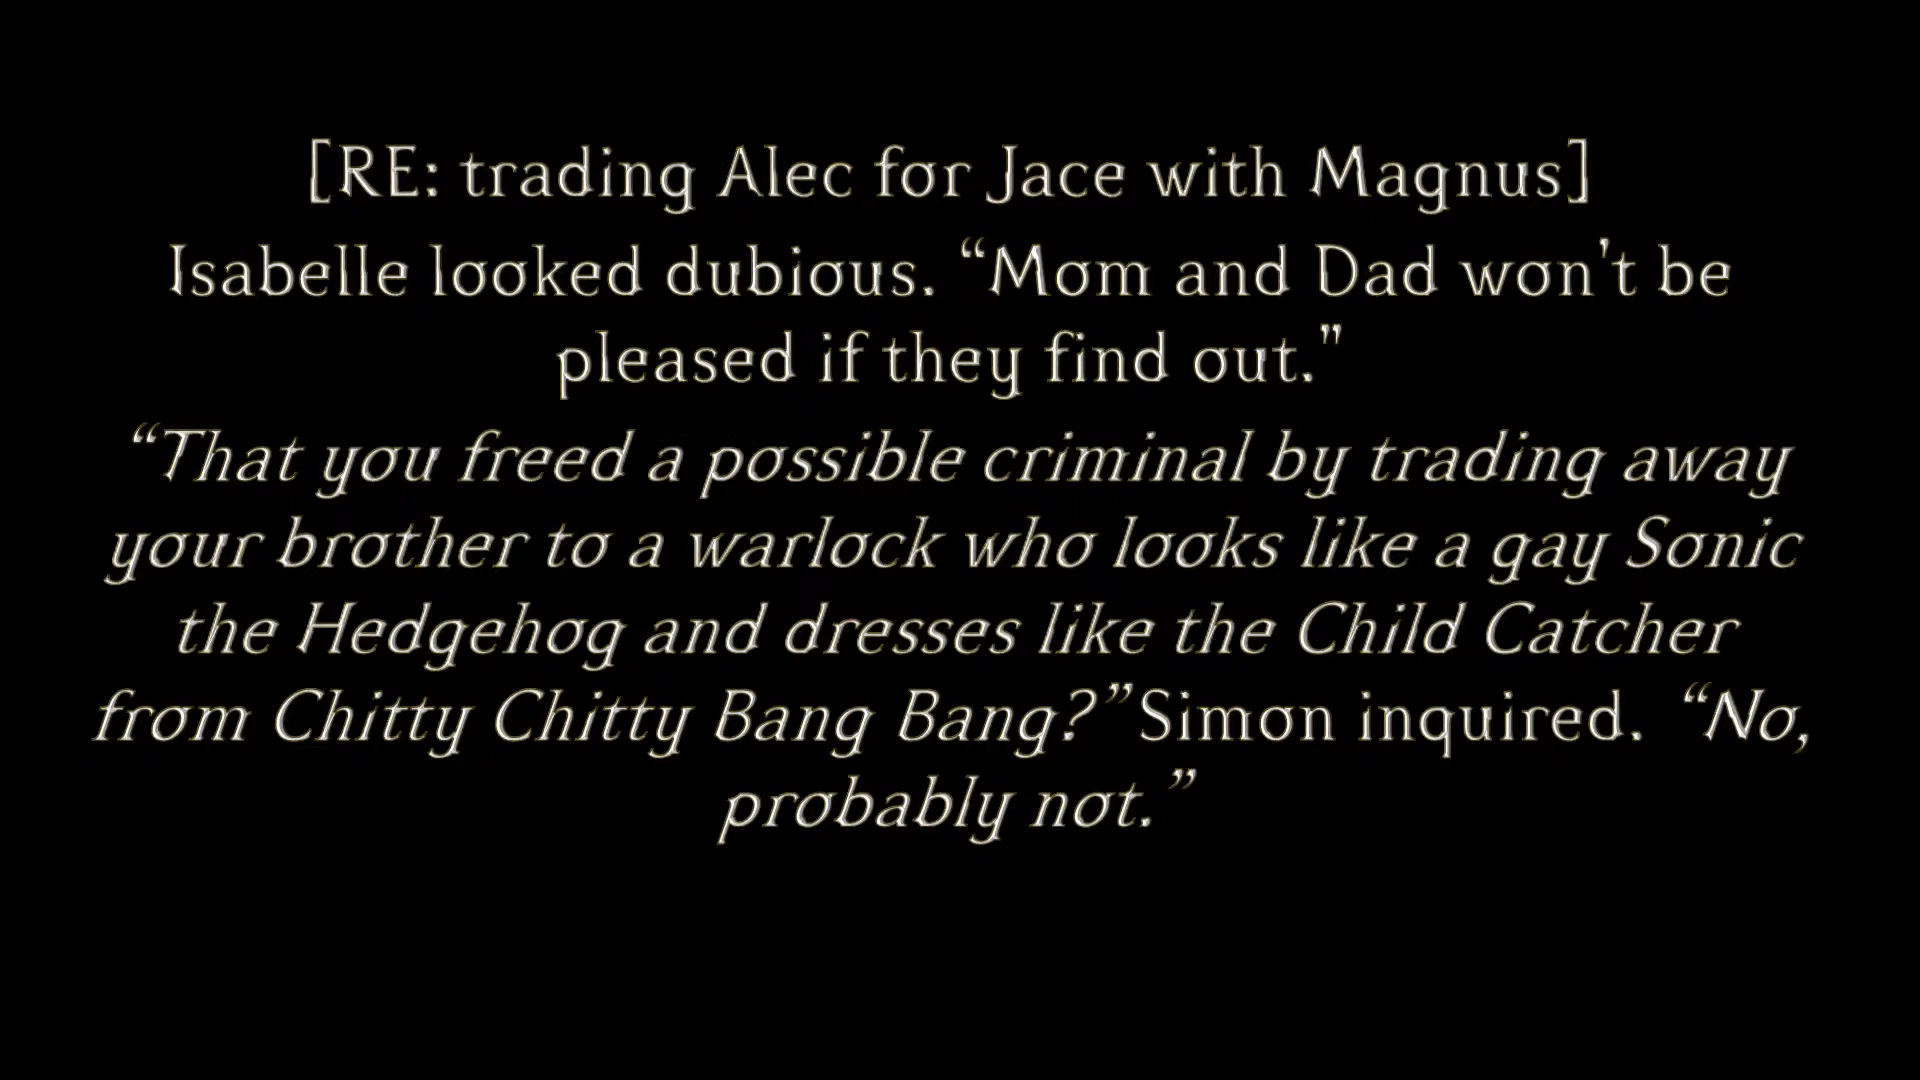 [RE: trading Alec for Jace with Magnus]
Isabelle looked dubious. “Mom and Dad won't be
pleased if they find out."
“That you freed a possible criminal by trading away
your brother to a warlock who looks like a gay Sonic
the Hedgehog and dresses like the Child Catcher
from Chitty Chitty Bang Bang?” Simon inquired. “No,
probably not.”